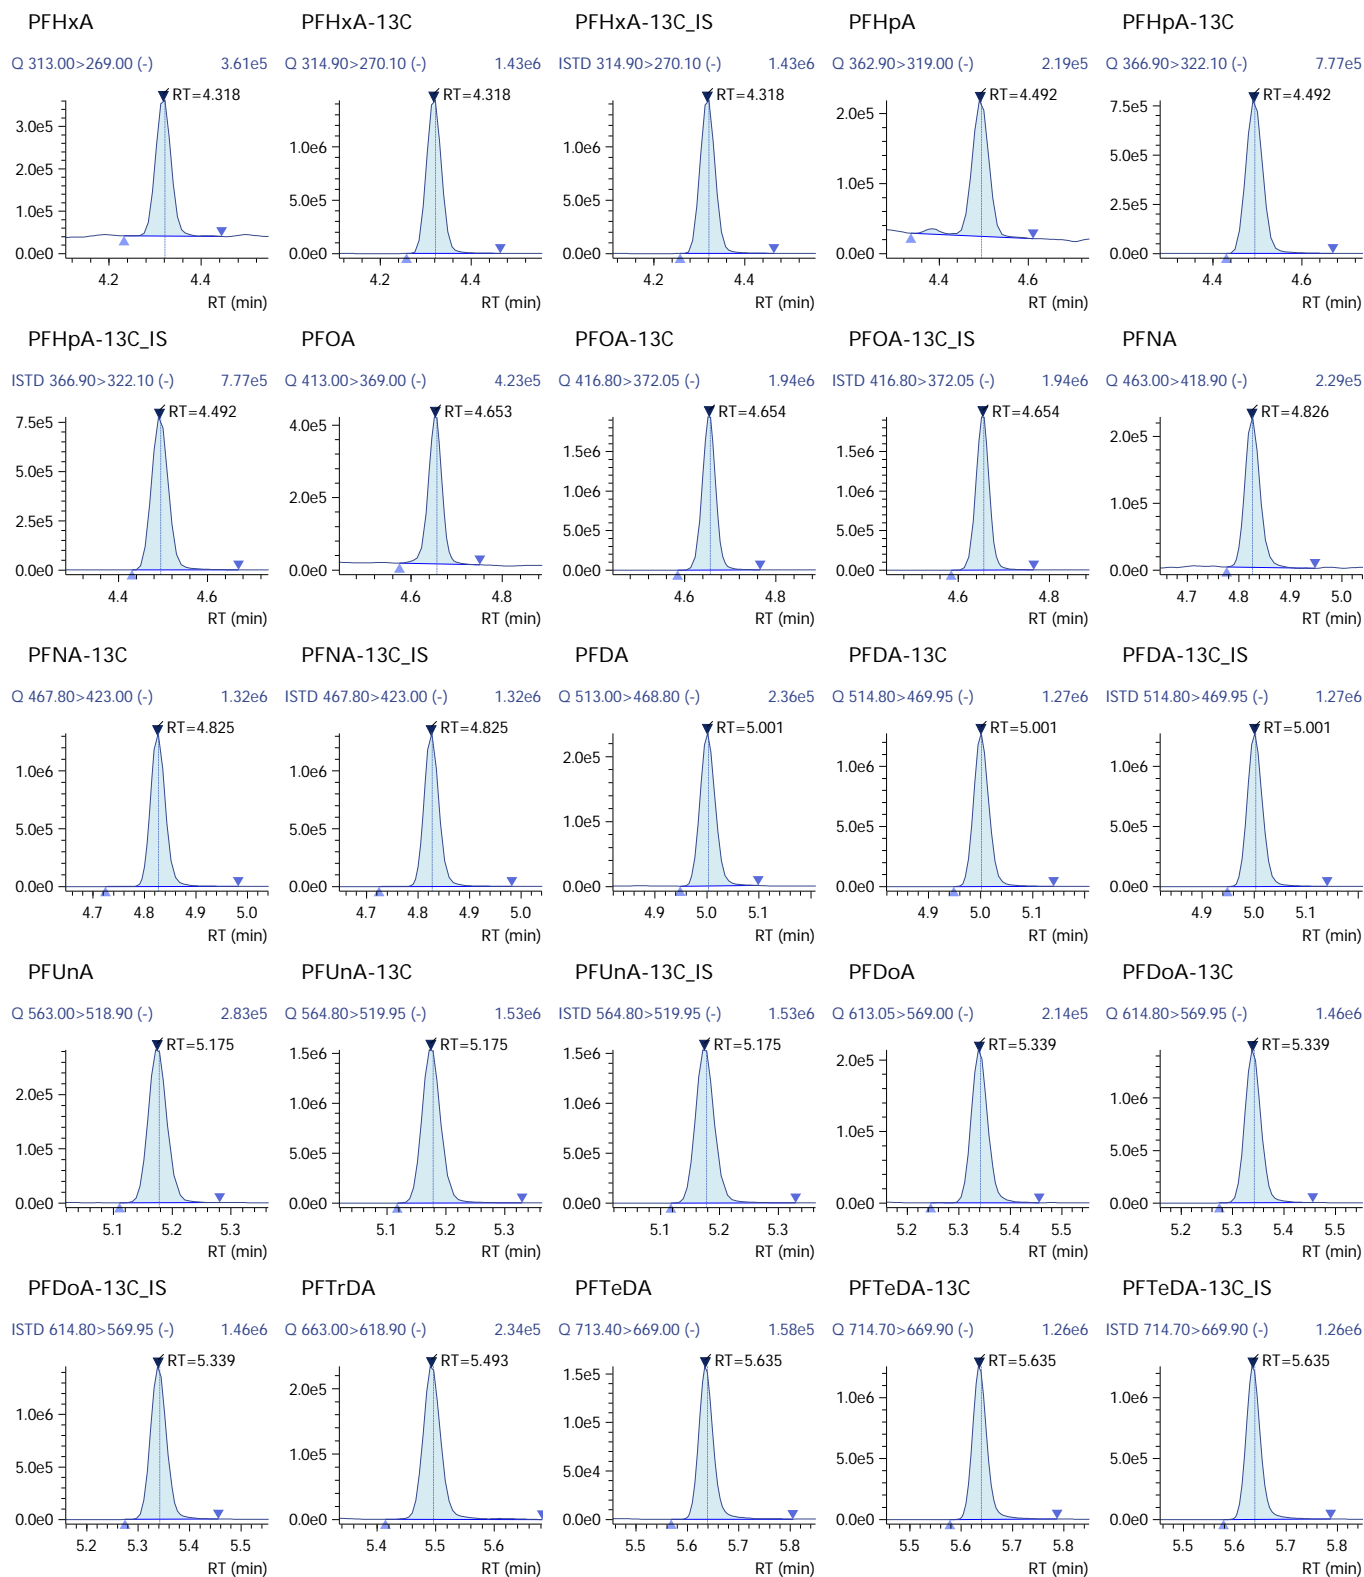 PFHxA PFHxA-13C PFHxA-13C_IS PFHpA PFHpA-13C
Q 313.00>269.00 (-) 3.61e5 Q 314.90>270.10 (-) 1.43e6 ISTD 314.90>270.10 (-) 1.43e6 Q 362.90>319.00 (-) 2.19e5 Q 366.90>322.10 (-) 7.77e5
RT=4.318 RT=4.318 RT=4.318 RT=4.492 RT=4.492
3.0e5 2.0e5 1.0e5 0.0e0 1.0e6 5.0e5 0.0e0 1.0e6 5.0e5 0.0e0 2.0e5 1.0e5 0.0e0 7.5e5 5.0e5 2.5e5 0.0e0
4.2 4.4 4.2 4.4 4.2 4.4 4.4 4.6 4.4 4.6
RT (min) RT (min) RT (min) RT (min) RT (min)
PFHpA-13C_IS PFOA PFOA-13C PFOA-13C_IS PFNA
ISTD 366.90>322.10 (-) 7.77e5 Q 413.00>369.00 (-) 4.23e5 Q 416.80>372.05 (-) 1.94e6 ISTD 416.80>372.05 (-) 1.94e6 Q 463.00>418.90 (-) 2.29e5
RT=4.492 RT=4.653 RT=4.654 RT=4.654 RT=4.826
7.5e5 5.0e5 2.5e5 0.0e0 4.0e5 2.0e5 0.0e0 1.5e6 1.0e6 5.0e5 0.0e0 1.5e6 1.0e6 5.0e5 0.0e0 2.0e5 1.0e5 0.0e0
4.4 4.6 4.6 4.8 4.6 4.8 4.6 4.8 4.7 4.8 4.9 5.0
RT (min) RT (min) RT (min) RT (min) RT (min)
PFNA-13C PFNA-13C_IS PFDA PFDA-13C PFDA-13C_IS
Q 467.80>423.00 (-) 1.32e6 ISTD 467.80>423.00 (-) 1.32e6 Q 513.00>468.80 (-) 2.36e5 Q 514.80>469.95 (-) 1.27e6 ISTD 514.80>469.95 (-) 1.27e6
RT=4.825 RT=4.825 RT=5.001 RT=5.001 RT=5.001
1.0e6 5.0e5 0.0e0 1.0e6 5.0e5 0.0e0 2.0e5 1.0e5 0.0e0 1.0e6 5.0e5 0.0e0 1.0e6 5.0e5 0.0e0
4.7 4.8 4.9 5.0 4.7 4.8 4.9 5.0 4.9 5.0 5.1 4.9 5.0 5.1 4.9 5.0 5.1
RT (min) RT (min) RT (min) RT (min) RT (min)
PFUnA PFUnA-13C PFUnA-13C_IS PFDoA PFDoA-13C
Q 563.00>518.90 (-) 2.83e5 Q 564.80>519.95 (-) 1.53e6 ISTD 564.80>519.95 (-) 1.53e6 Q 613.05>569.00 (-) 2.14e5 Q 614.80>569.95 (-) 1.46e6
RT=5.175 RT=5.175 RT=5.175 RT=5.339 RT=5.339
2.0e5 1.0e5 0.0e0 1.5e6 1.0e6 5.0e5 0.0e0 1.5e6 1.0e6 5.0e5 0.0e0 2.0e5 1.0e5 0.0e0 1.0e6 5.0e5 0.0e0
5.1 5.2 5.3 5.1 5.2 5.3 5.1 5.2 5.3 5.2 5.3 5.4 5.5 5.2 5.3 5.4 5.5
RT (min) RT (min) RT (min) RT (min) RT (min)
PFDoA-13C_IS PFTrDA PFTeDA PFTeDA-13C PFTeDA-13C_IS
ISTD 614.80>569.95 (-) 1.46e6 Q 663.00>618.90 (-) 2.34e5 Q 713.40>669.00 (-) 1.58e5 Q 714.70>669.90 (-) 1.26e6 ISTD 714.70>669.90 (-) 1.26e6
RT=5.339 RT=5.493 RT=5.635 RT=5.635 RT=5.635
1.0e6 5.0e5 0.0e0 2.0e5 1.0e5 0.0e0 1.5e5 1.0e5 5.0e4 0.0e0 1.0e6 5.0e5 0.0e0 1.0e6 5.0e5 0.0e0
5.2 5.3 5.4 5.5 5.4 5.5 5.6 5.5 5.6 5.7 5.8 5.5 5.6 5.7 5.8 5.5 5.6 5.7 5.8
RT (min) RT (min) RT (min) RT (min) RT (min)